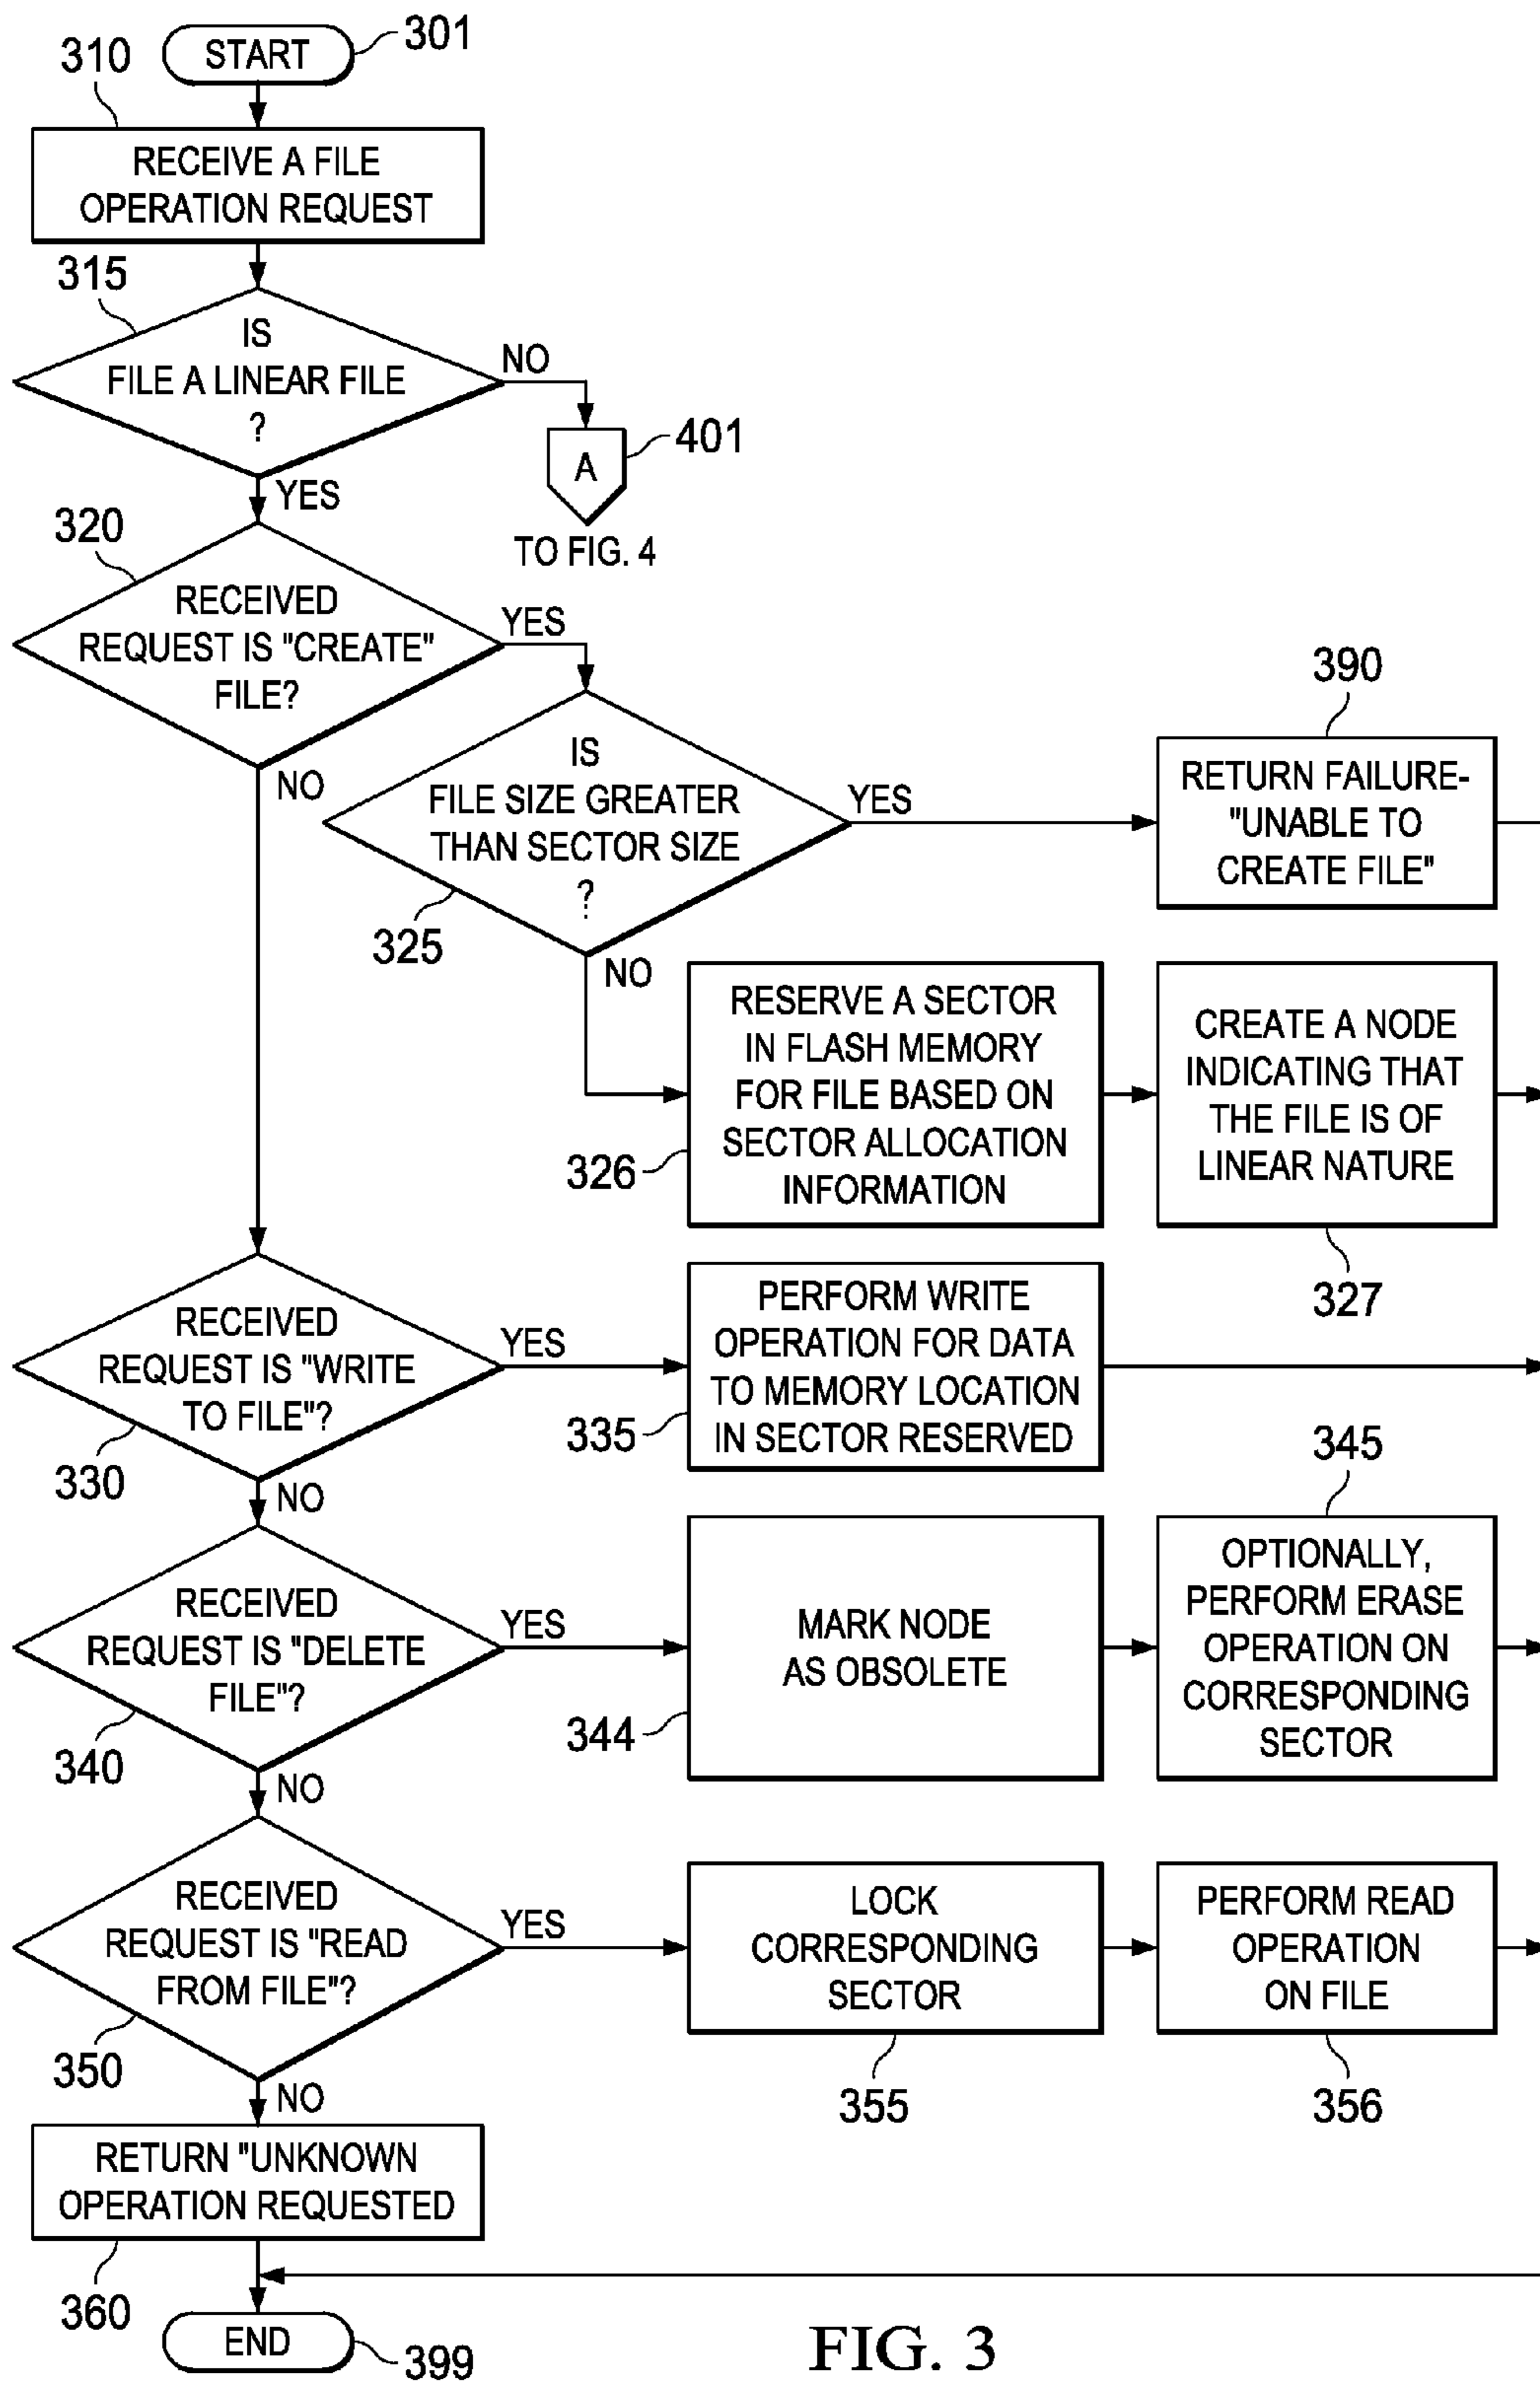 START
301
310
RECEIVE A FILE
OPERATION REQUEST
315
IS
FILE A LINEAR FILE
?
NO
401
A
TO FIG. 4
YES
320
RECEIVED
REQUEST IS "CREATE"
FILE?
YES
NO
IS
FILE SIZE GREATER
THAN SECTOR SIZE
?
325
YES
390
RETURN FAILURE-
"UNABLE TO
CREATE FILE"
NO
RESERVE A SECTOR
IN FLASH MEMORY
FOR FILE BASED ON
SECTOR ALLOCATION
INFORMATION
326
CREATE A NODE
INDICATING THAT
THE FILE IS OF
LINEAR NATURE
327
RECEIVED
REQUEST IS "WRITE
TO FILE"?
330
YES
PERFORM WRITE
OPERATION FOR DATA
TO MEMORY LOCATION
IN SECTOR RESERVED
335
NO
RECEIVED
REQUEST IS "DELETE
FILE"?
340
YES
MARK NODE
AS OBSOLETE
344
345
OPTIONALLY,
PERFORM ERASE
OPERATION ON
CORRESPONDING
SECTOR
NO
RECEIVED
REQUEST IS "READ
FROM FILE"?
350
YES
LOCK
CORRESPONDING
SECTOR
355
PERFORM READ
OPERATION
ON FILE
356
NO
RETURN "UNKNOWN
OPERATION REQUESTED
360
END
399
FIG. 3